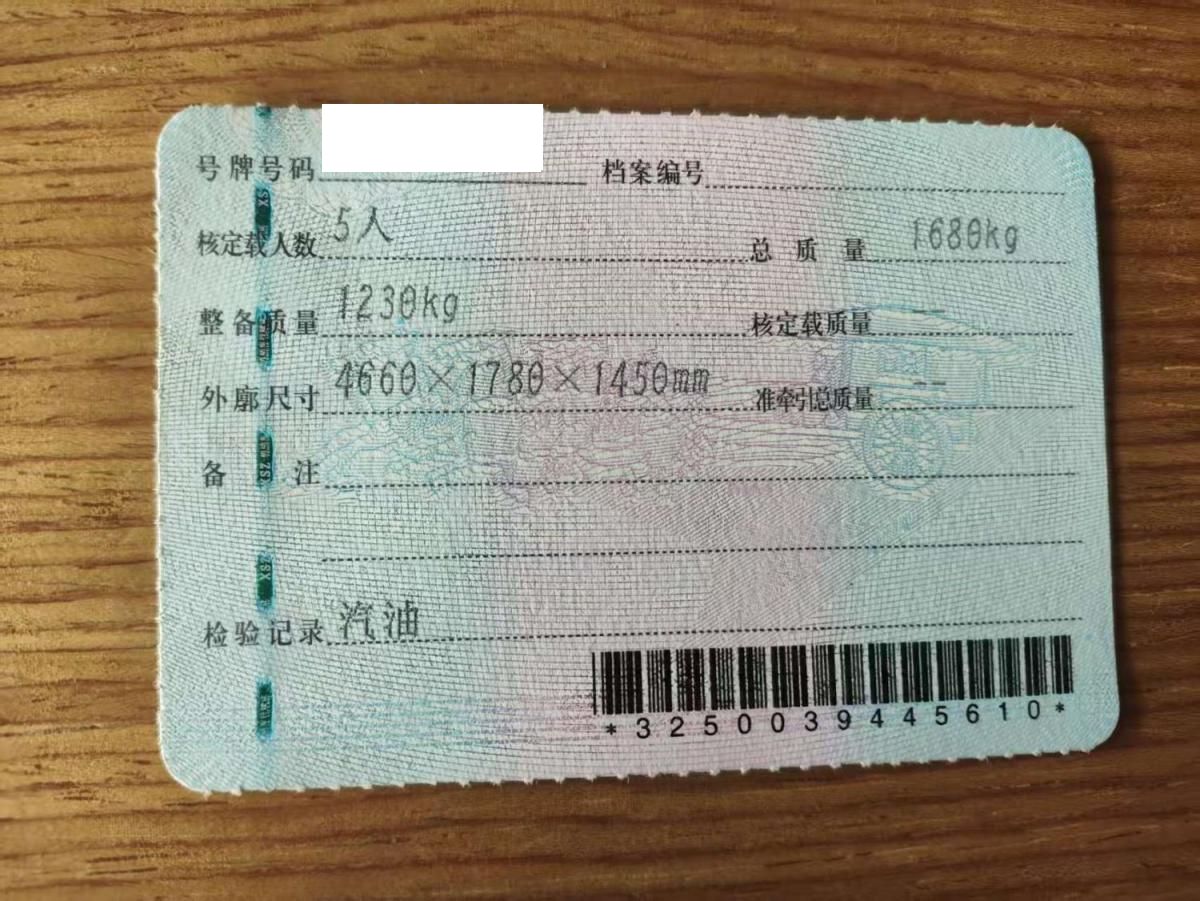 号牌号码 档案编号
核定载人数 5人 总质量 1680kg
整备质量 1230kg 核定载质量 --
外廓尺寸 4660×1780×1450mm 准牵引总质量 --
备注
检验记录 汽油
*3250039445610*